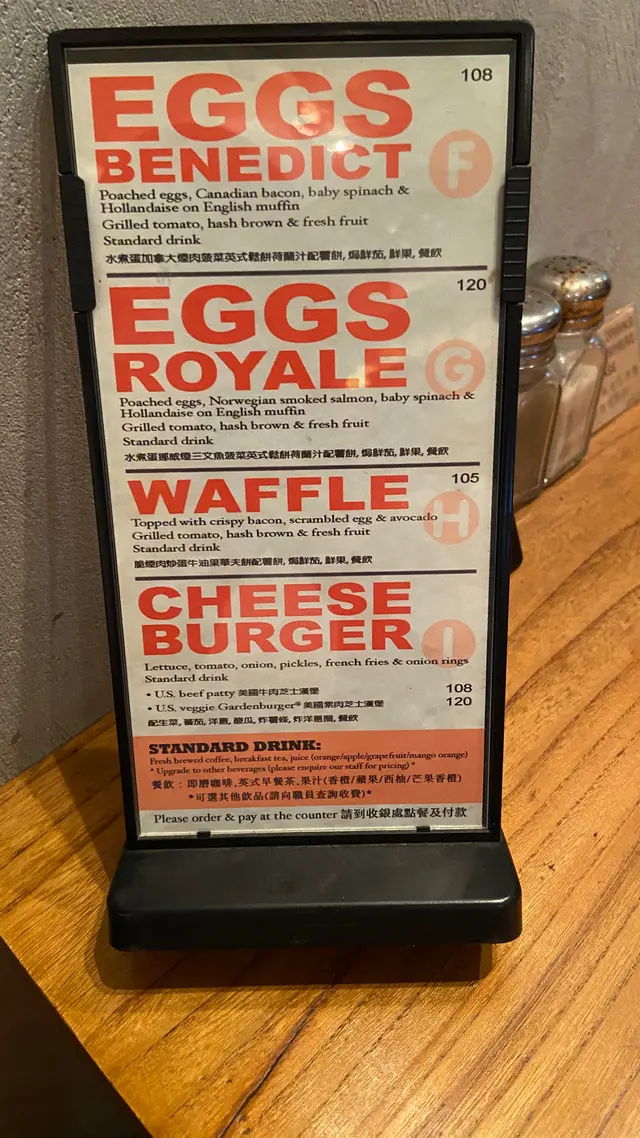 108
EGGS
BENEDICT
F
Poached eggs, Canadian bacon, baby spinach &
Hollandaise on English muffin
Grilled tomato, hash brown & fresh fruit
Standard drink
水煮蛋加拿大煙肉菠菜英式鬆餅荷蘭汁配薯餅, 焗鮮茄, 鮮果, 餐飲
120
EGGS
ROYALE
G
Poached eggs, Norwegian smoked salmon, baby spinach &
Hollandaise on English muffin
Grilled tomato, hash brown & fresh fruit
Standard drink
水煮蛋挪威煙三文魚菠菜英式鬆餅荷蘭汁配薯餅, 焗鮮茄, 鮮果, 餐飲
105
WAFFLE
H
Topped with crispy bacon, scrambled egg & avocado
Grilled tomato, hash brown & fresh fruit
Standard drink
脆煙肉炒蛋牛油果華夫餅配薯餅, 焗鮮茄, 鮮果, 餐飲
CHEESE
BURGER
I
Lettuce, tomato, onion, pickles, french fries & onion rings
Standard drink
• U.S. beef patty 美國牛肉芝士漢堡 108
• U.S. veggie Gardenburger® 美國素肉芝士漢堡 120
配生菜, 蕃茄, 洋蔥, 酸瓜, 炸薯條, 炸洋蔥圈, 餐飲
STANDARD DRINK:
Fresh brewed coffee, breakfast tea, juice (orange/apple/grapefruit/mango orange)
* Upgrade to other beverages (please enquire our staff for pricing) *
餐飲：即磨咖啡, 英式早餐茶, 果汁(香橙/蘋果/西柚/芒果香橙)
*可選其他飲品(請向職員查詢收費)*
Please order & pay at the counter 請到收銀處點餐及付款